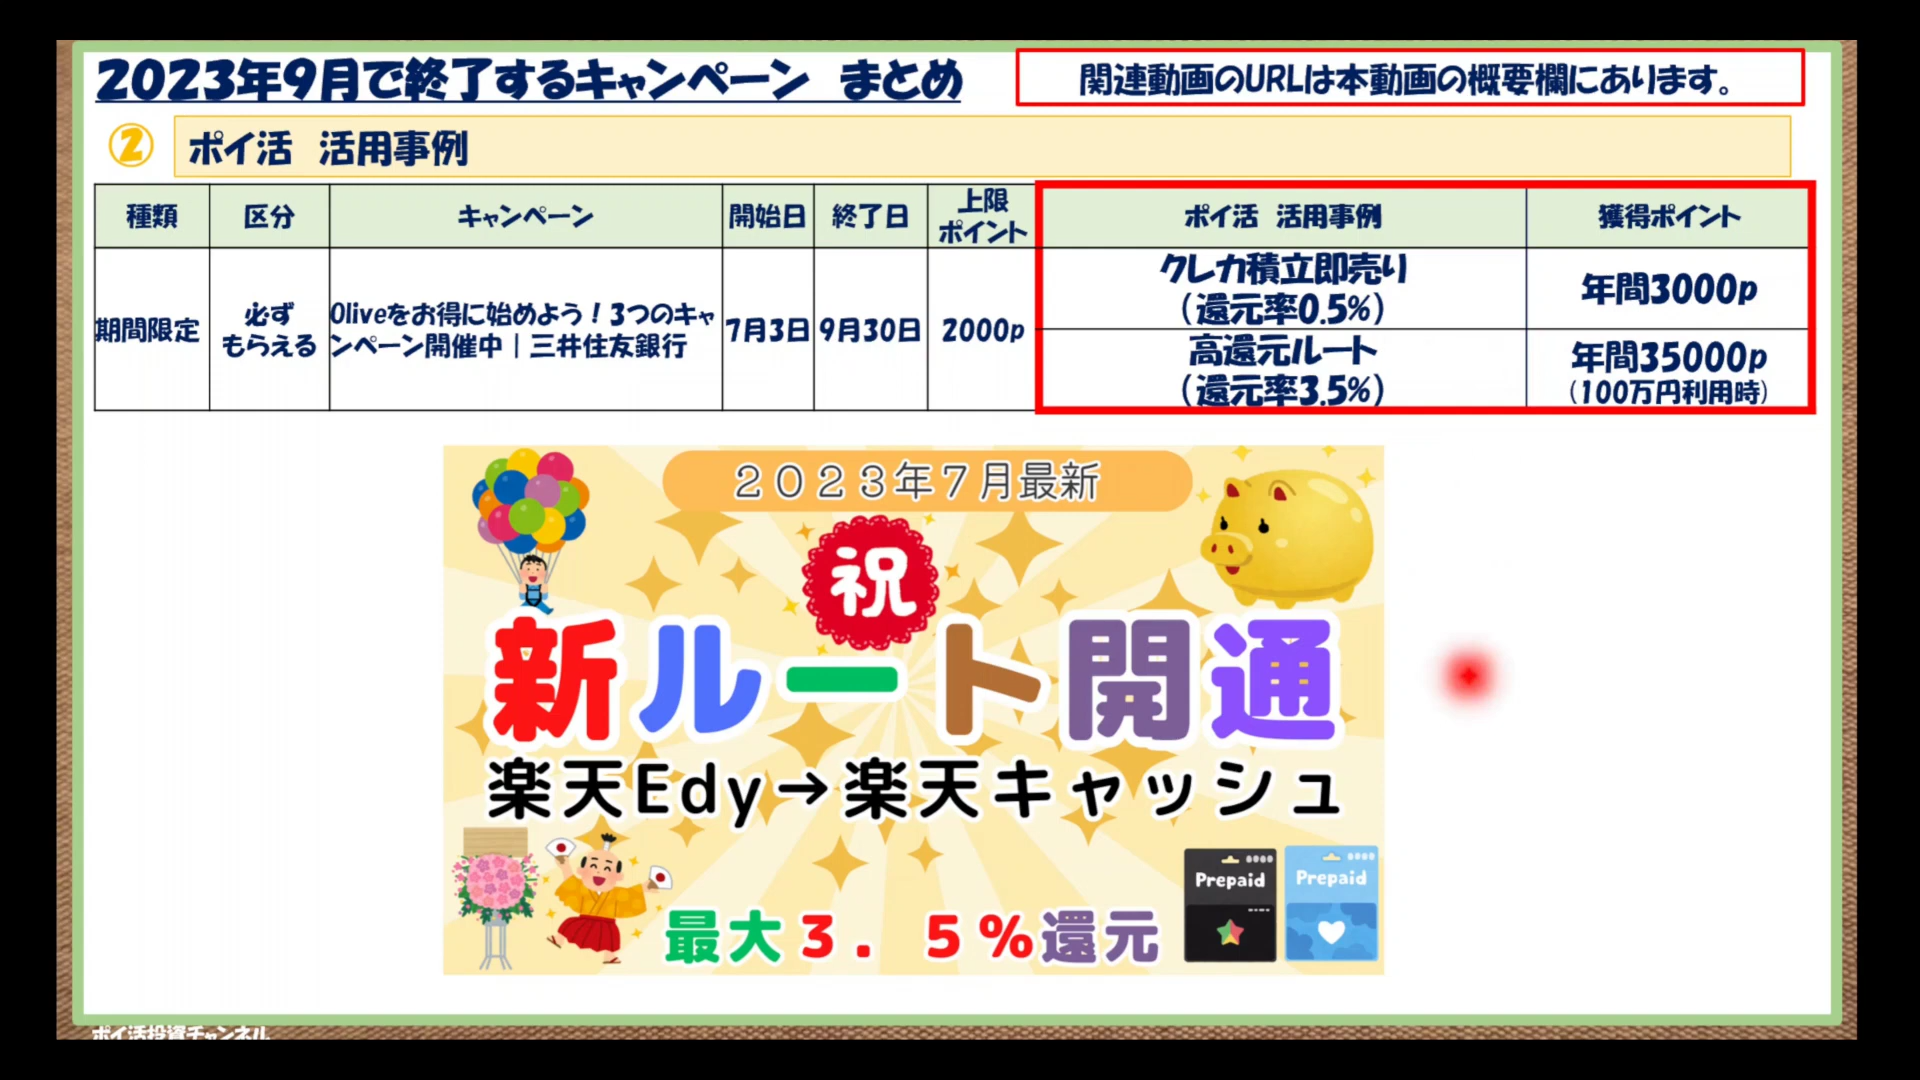 2023年9月で終了するキャンペーン まとめ
関連動画のURLは本動画の概要欄にあります。
② ポイ活 活用事例
種類 区分 キャンペーン 開始日 終了日 上限ポイント ポイ活 活用事例 獲得ポイント
期間限定
必ず
もらえる
Oliveをお得に始めよう！3つのキャ
ンペーン開催中｜三井住友銀行
7月3日
9月30日
2000p
クレカ積立即売り
（還元率0.5%）
年間3000p
高還元ルート
（還元率3.5%）
年間35000p
（100万円利用時）
２０２３年７月最新
祝
新ルート開通
楽天Edy→楽天キャッシュ
最大３．５％還元
Prepaid
Prepaid
ポイ活投資チャンネル